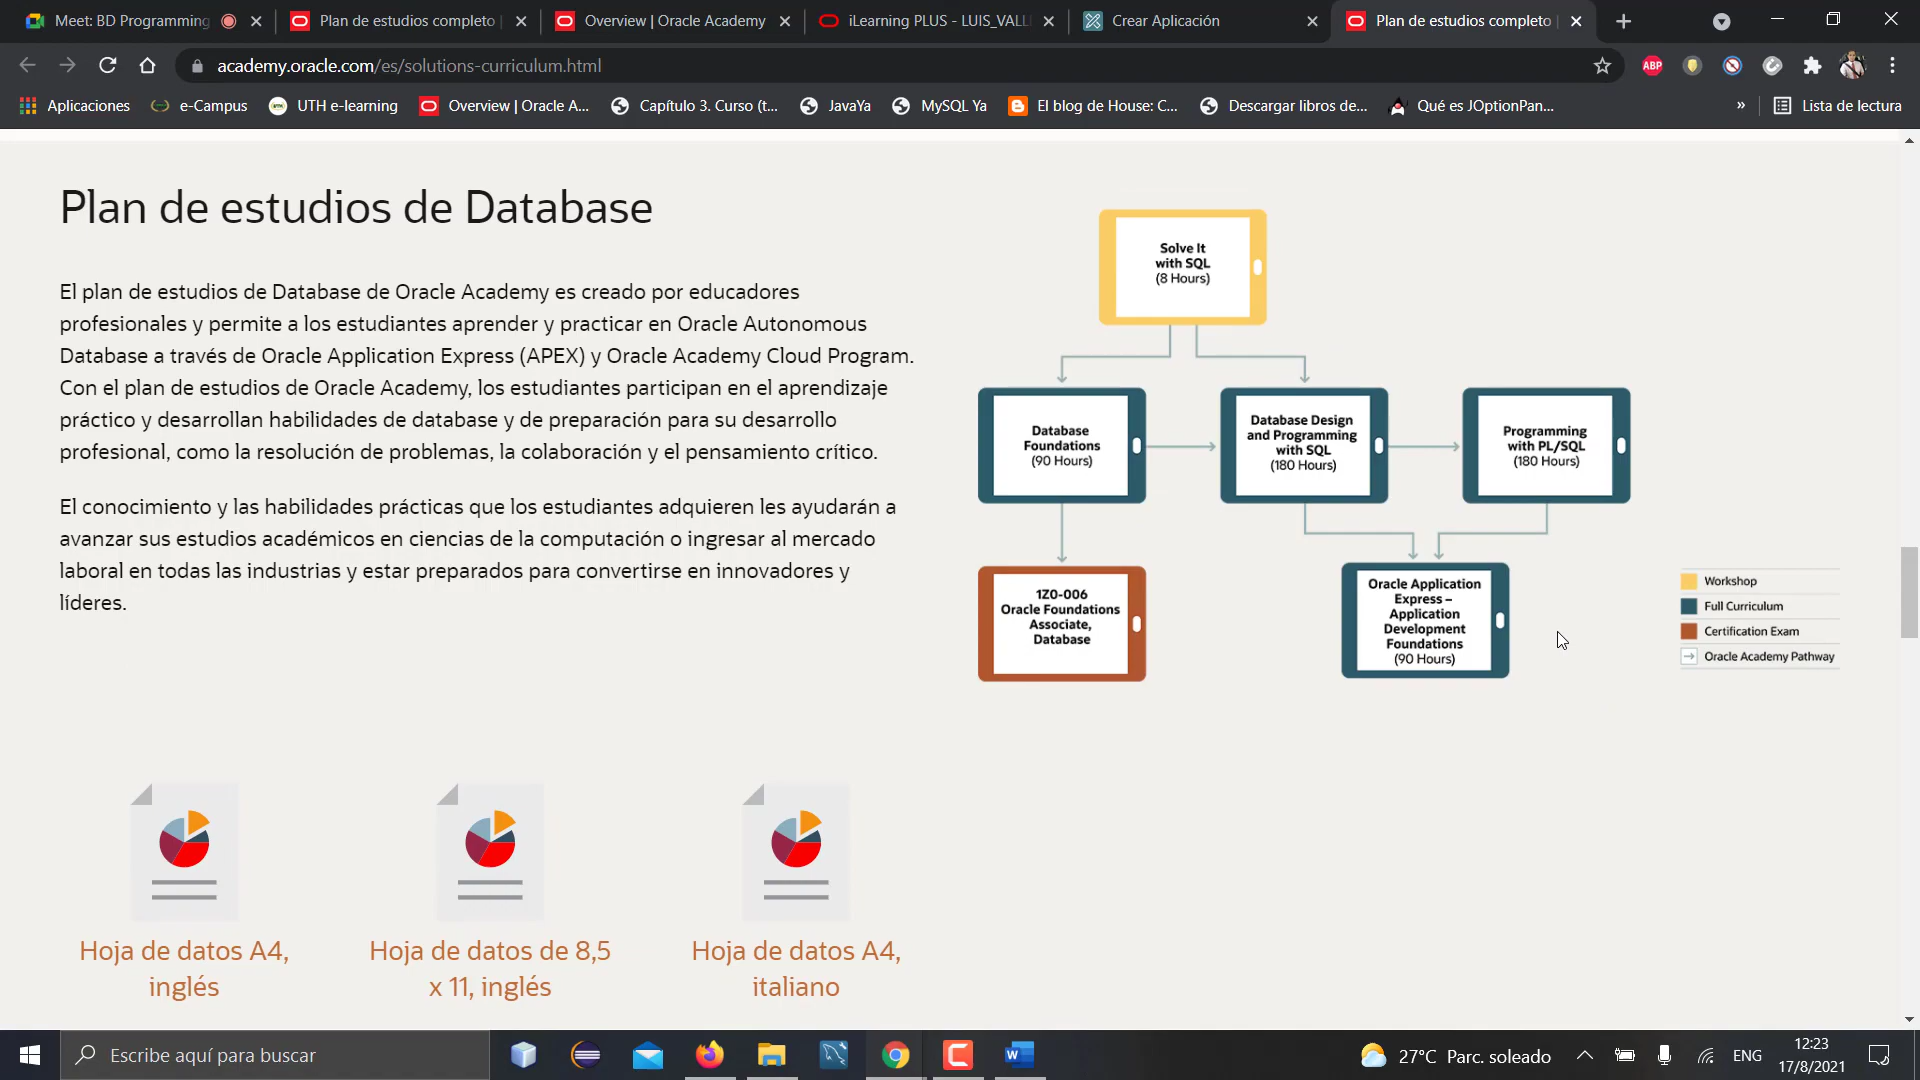 Meet: BD Programming
Plan de estudios completo
Overview | Oracle Academy
iLearning PLUS - LUIS_VALL
Crear Aplicación
Plan de estudios completo |
academy.oracle.com/es/solutions-curriculum.html
ABP
Aplicaciones
e-Campus
UTH e-learning
Overview | Oracle A...
Capítulo 3. Curso (t...
JavaYa
MySQL Ya
El blog de House: C...
Descargar libros de...
Qué es JOptionPan...
»
Lista de lectura
Plan de estudios de Database
El plan de estudios de Database de Oracle Academy es creado por educadores
profesionales y permite a los estudiantes aprender y practicar en Oracle Autonomous
Database a través de Oracle Application Express (APEX) y Oracle Academy Cloud Program.
Con el plan de estudios de Oracle Academy, los estudiantes participan en el aprendizaje
práctico y desarrollan habilidades de database y de preparación para su desarrollo
profesional, como la resolución de problemas, la colaboración y el pensamiento crítico.
El conocimiento y las habilidades prácticas que los estudiantes adquieren les ayudarán a
avanzar sus estudios académicos en ciencias de la computación o ingresar al mercado
laboral en todas las industrias y estar preparados para convertirse en innovadores y
líderes.
Solve It
with SQL
(8 Hours)
Database
Foundations
(90 Hours)
Database Design
and Programming
with SQL
(180 Hours)
Programming
with PL/SQL
(180 Hours)
1Z0-006
Oracle Foundations
Associate,
Database
Oracle Application
Express –
Application
Development
Foundations
(90 Hours)
Workshop
Full Curriculum
Certification Exam
Oracle Academy Pathway
Hoja de datos A4,
inglés
Hoja de datos de 8,5
x 11, inglés
Hoja de datos A4,
italiano
Escribe aquí para buscar
27°C Parc. soleado
ENG
12:23
17/8/2021